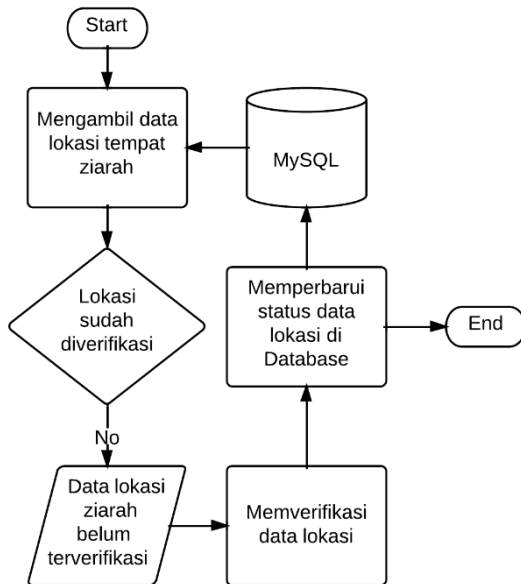 Start
Mengambil data
lokasi tempat
ziarah
MySQL
Lokasi
sudah
diverifikasi
Memperbarui
status data
lokasi di
Database
End
No
Data lokasi
ziarah
belum
terverifikasi
Memverifikasi
data lokasi